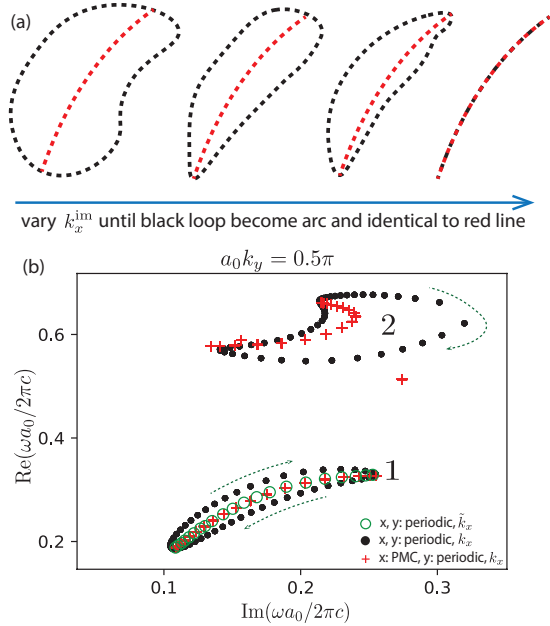 (a)
vary k_x^im until black loop become arc and identical to red line
(b)
a_0k_y = 0.5π
Re(ωa_0/2πc)
0.6
0.4
0.2
2
1
x, y: periodic, k̃_x
x, y: periodic, k_x
x: PMC, y: periodic, k_x
0.1 0.2 0.3
Im(ωa_0/2πc)